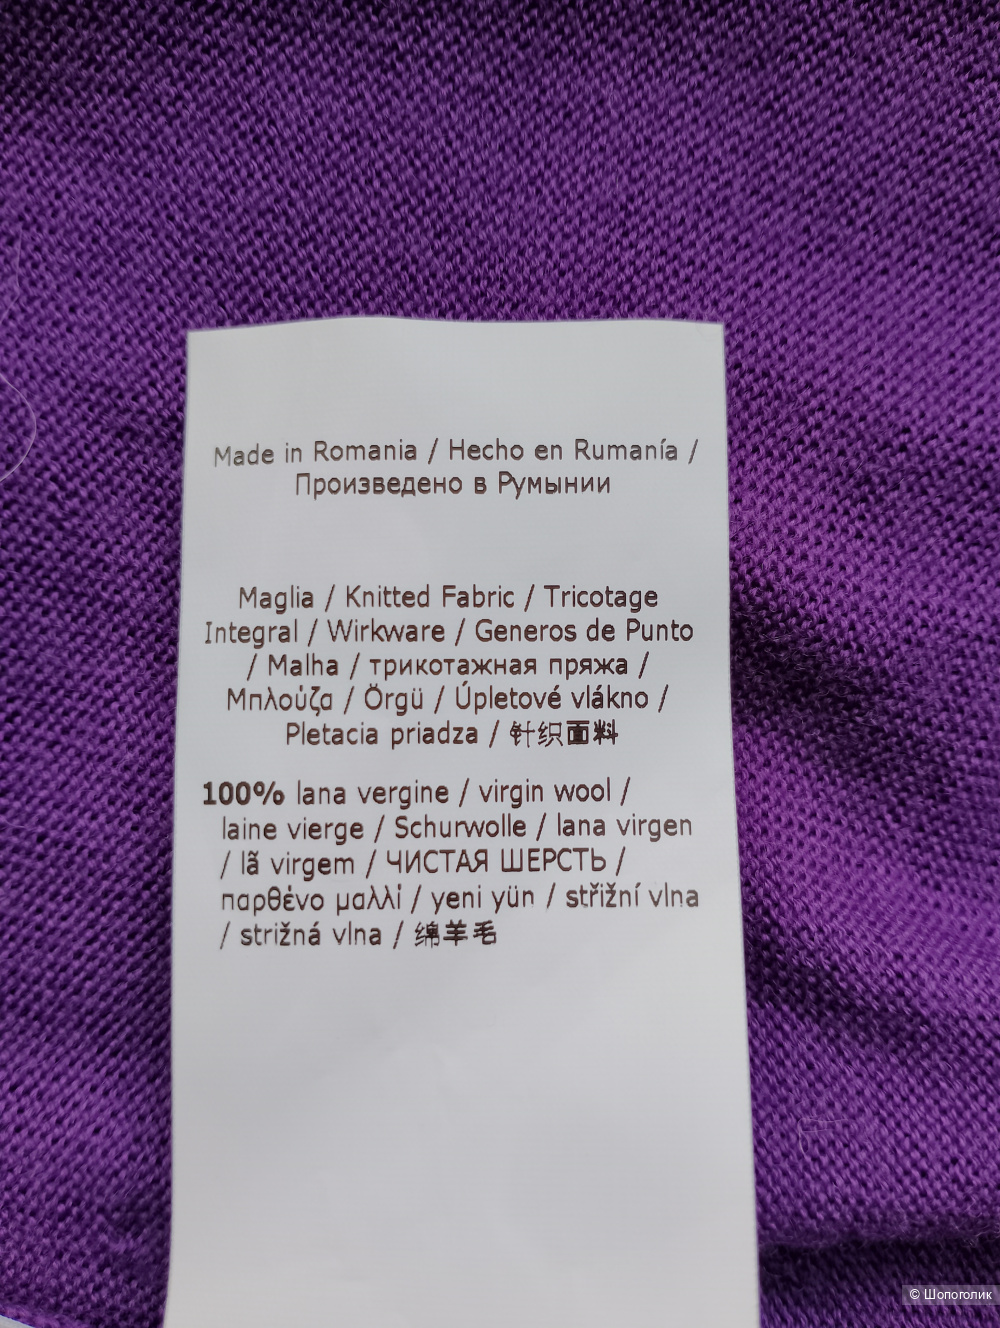 Made in Romania / Hecho en Rumanía /
Произведено в Румынии
Maglia / Knitted Fabric / Tricotage
Integral / Wirkware / Generos de Punto
/ Malha / трикотажная пряжа /
Μπλούζα / Örgü / Úpletové vlákno /
Pletacia priadza / 针织面料
100% lana vergine / virgin wool /
laine vierge / Schurwolle / lana virgen
/ lã virgem / ЧИСТАЯ ШЕРСТЬ /
παρθένο μαλλί / yeni yün / střižní vlna
/ strižná vlna / 绵羊毛
© Шопоголик